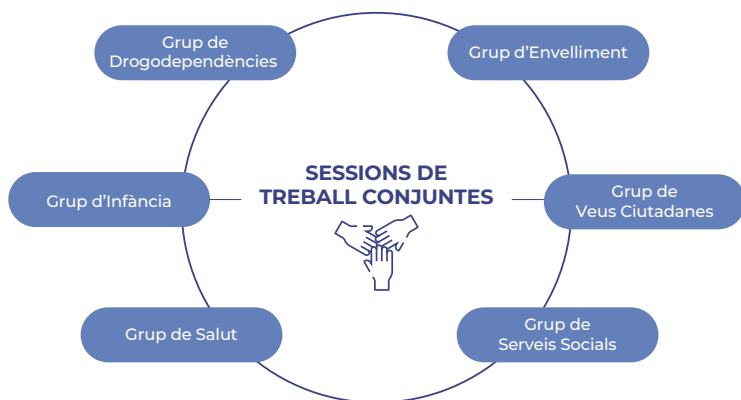 Grup de
Drogodependències
Grup d’Envelliment
SESSIONS DE
TREBALL CONJUNTES
Grup d’Infància
Grup de
Veus Ciutadanes
Grup de Salut
Grup de
Serveis Socials